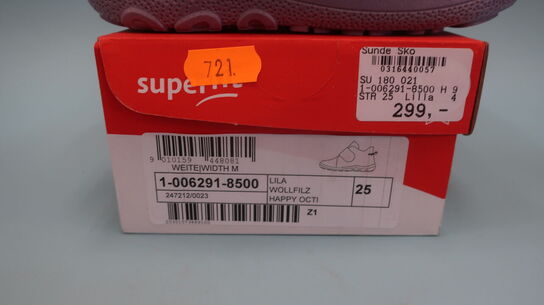 Sunde Sko
0316440057
SU 180 021
1-006291-8500 H 9
STR 25 Lilla 4
299,-
721.
superfit
9 010159 448081
WEITE|WIDTH M
1-006291-8500
247212/0023
LILA
WOLLFILZ
HAPPY OCTI
25
Z1